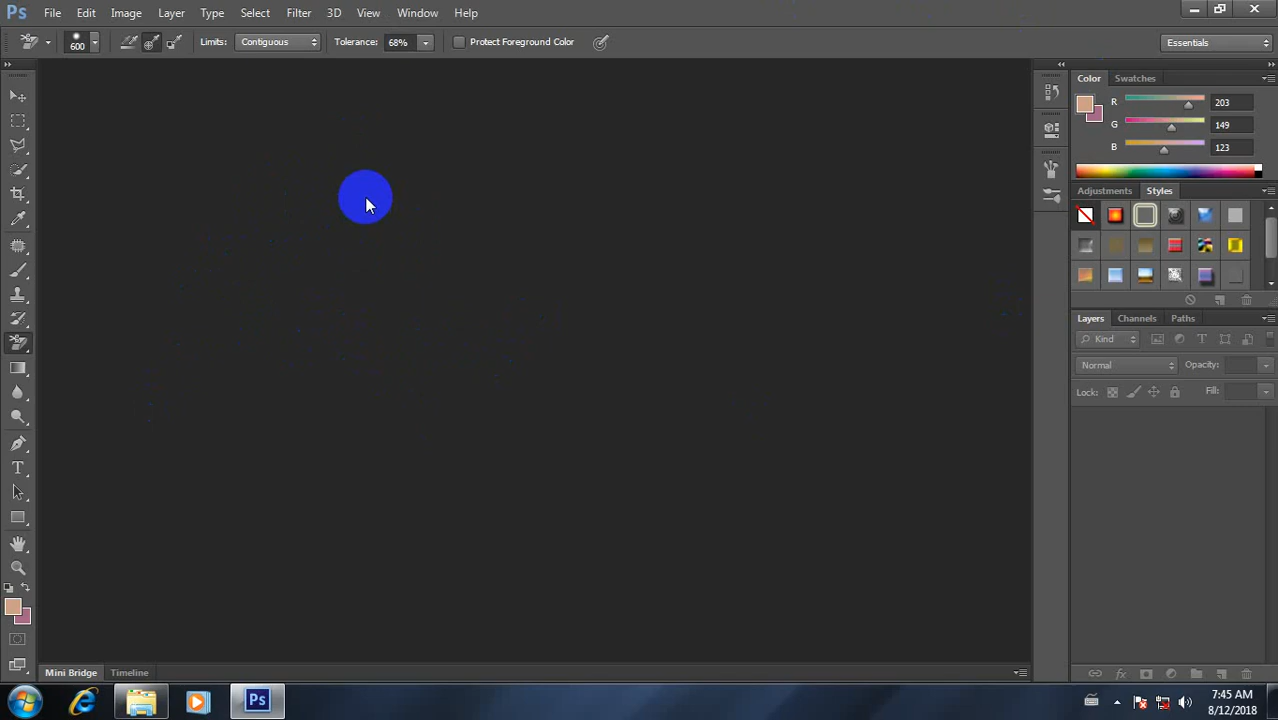 Ps File Edit Image Layer Type Select Filter 3D View Window Help
600 Limits: Contiguous Tolerance: 68% Protect Foreground Color Essentials
Color Swatches
R 203
G 149
B 123
Adjustments Styles
Layers Channels Paths
Kind
Normal Opacity:
Lock: Fill:
Mini Bridge Timeline
Ps
7:45 AM
8/12/2018